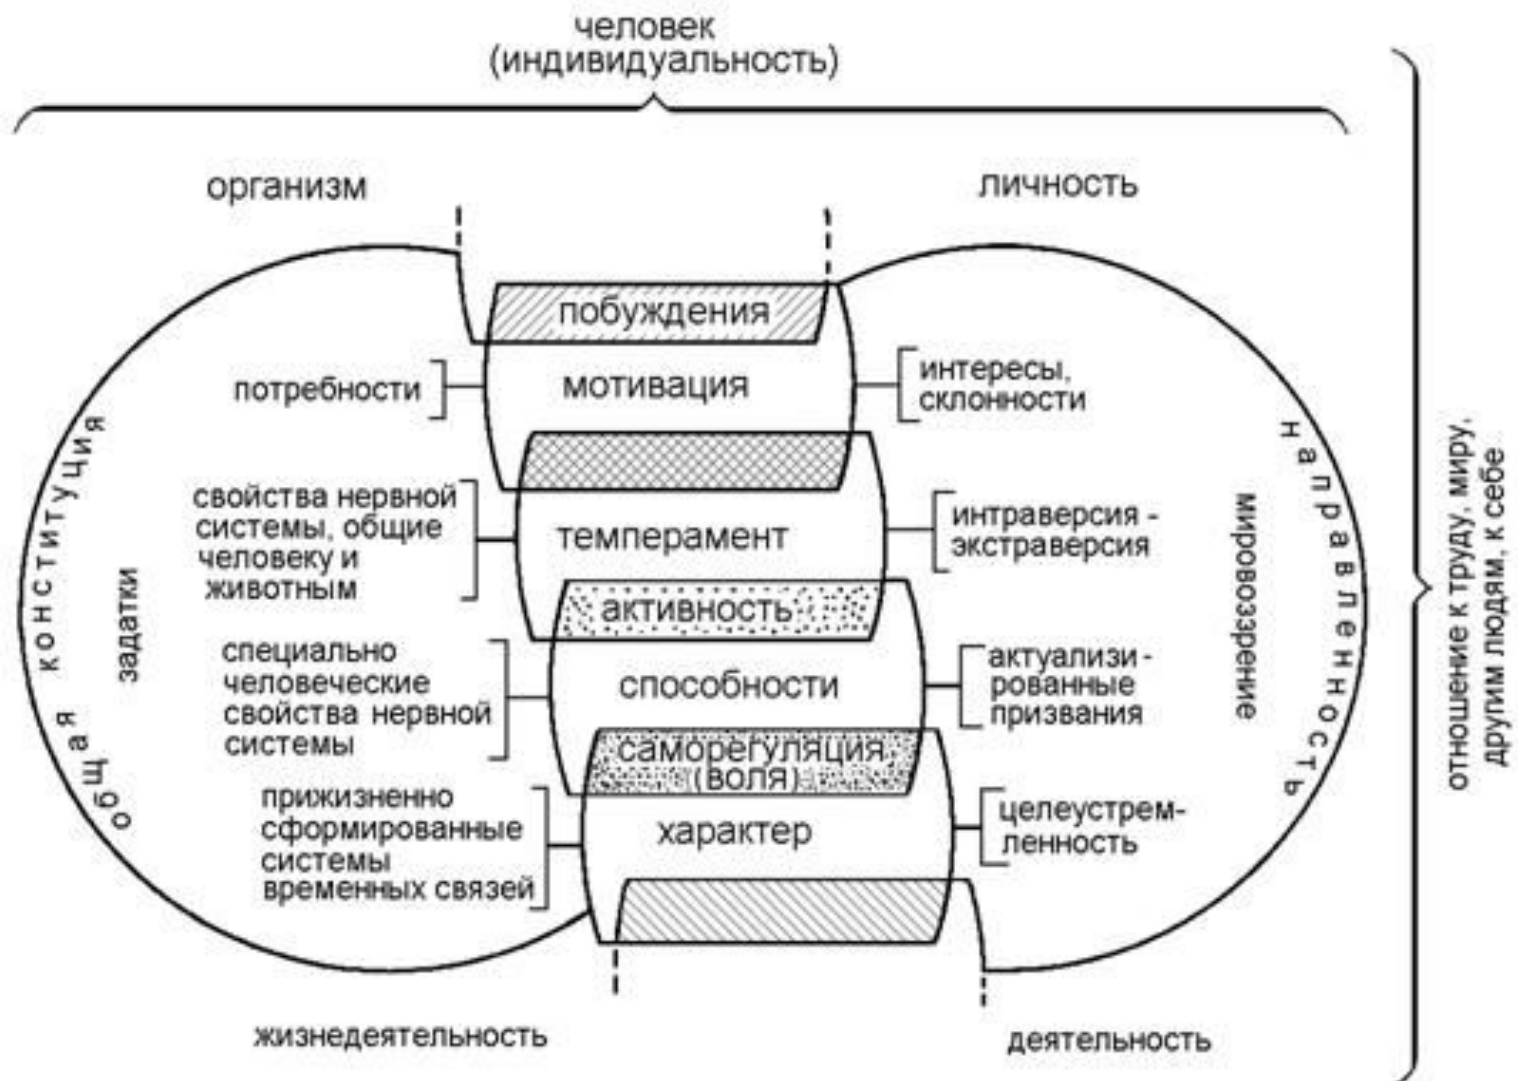 человек
(индивидуальность)
организм
личность
побуждения
потребности
мотивация
интересы,
склонности
свойства нервной
системы, общие
человеку и
животным
темперамент
интраверсия -
экстраверсия
активность
специально
человеческие
свойства нервной
системы
способности
актуализи -
рованные
призвания
саморегуляция
(воля)
прижизненно
сформированные
системы
временных связей
характер
целеустрем-
ленность
общая конституция
задатки
мировоззрение
направленность
отношение к труду, миру,
другим людям, к себе
жизнедеятельность
деятельность